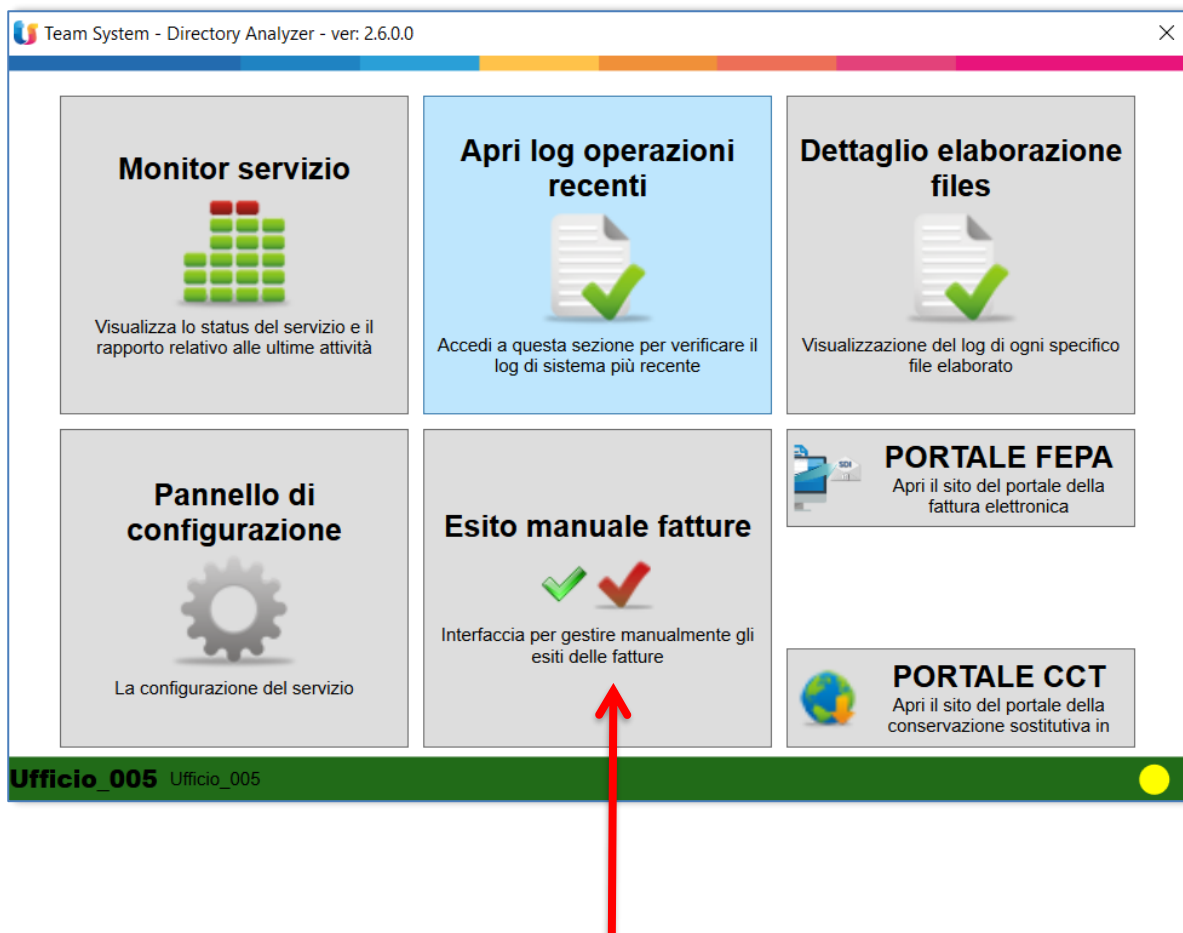 Team System - Directory Analyzer - ver: 2.6.0.0
Monitor servizio
Visualizza lo status del servizio e il
rapporto relativo alle ultime attività
Apri log operazioni
recenti
Accedi a questa sezione per verificare il
log di sistema più recente
Dettaglio elaborazione
files
Visualizzazione del log di ogni specifico
file elaborato
Pannello di
configurazione
La configurazione del servizio
Esito manuale fatture
Interfaccia per gestire manualmente gli
esiti delle fatture
SDI
PORTALE FEPA
Apri il sito del portale della
fattura elettronica
PORTALE CCT
Apri il sito del portale della
conservazione sostitutiva in
Ufficio_005 Ufficio_005